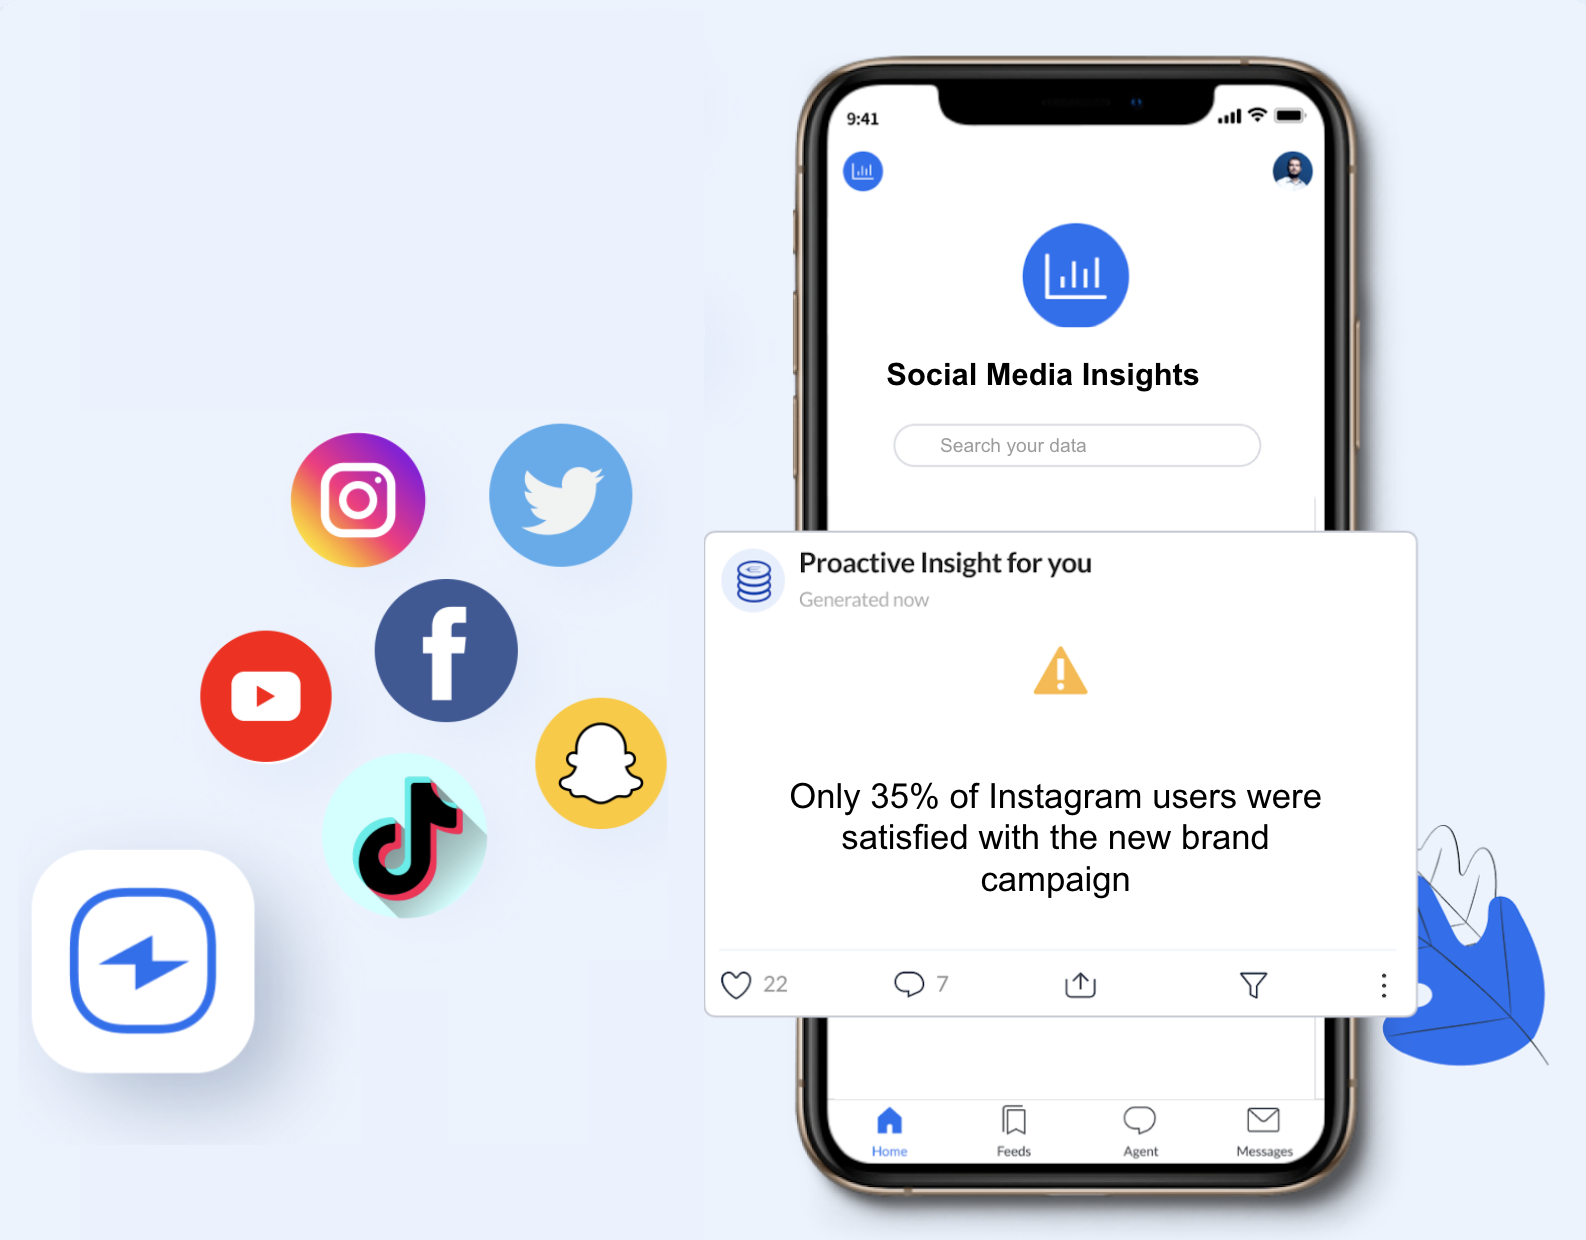 9:41
Social Media Insights
Search your data
Proactive Insight for you
Generated now
Only 35% of Instagram users were
satisfied with the new brand
campaign
22
7
Home
Feeds
Agent
Messages